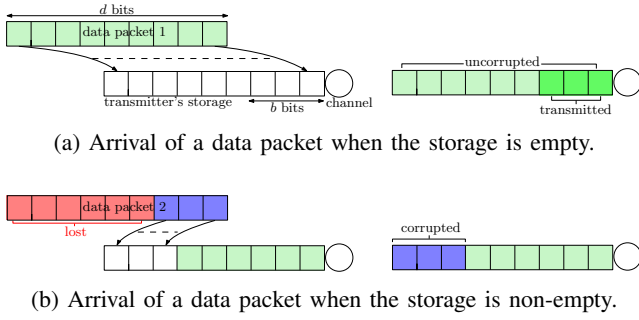 d bits
data packet 1
transmitter's storage
b bits
channel
uncorrupted
transmitted
(a) Arrival of a data packet when the storage is empty.
data packet 2
lost
corrupted
(b) Arrival of a data packet when the storage is non-empty.